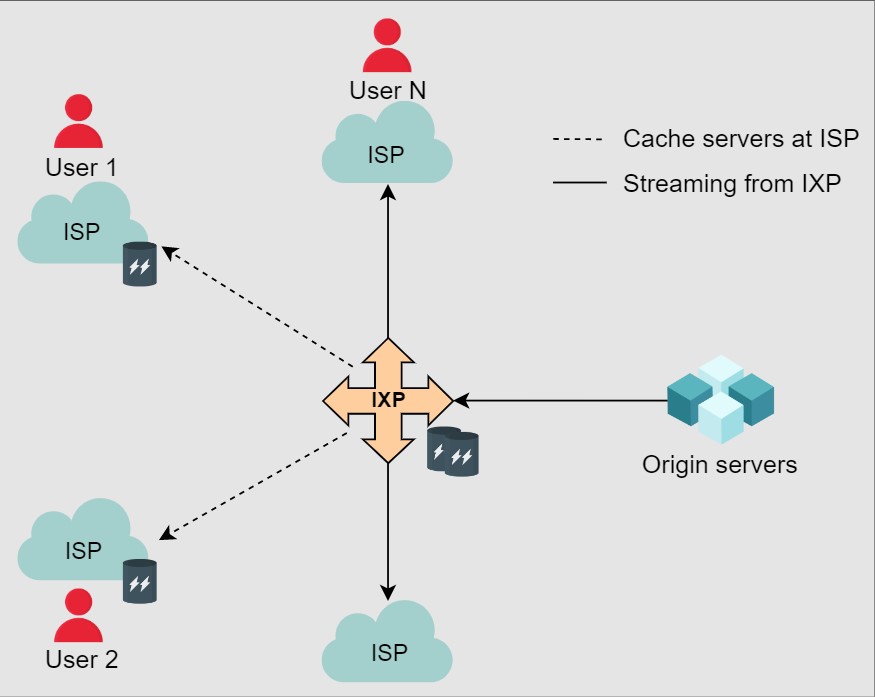 User N
ISP
Cache servers at ISP
Streaming from IXP
User 1
ISP
IXP
Origin servers
ISP
User 2
ISP